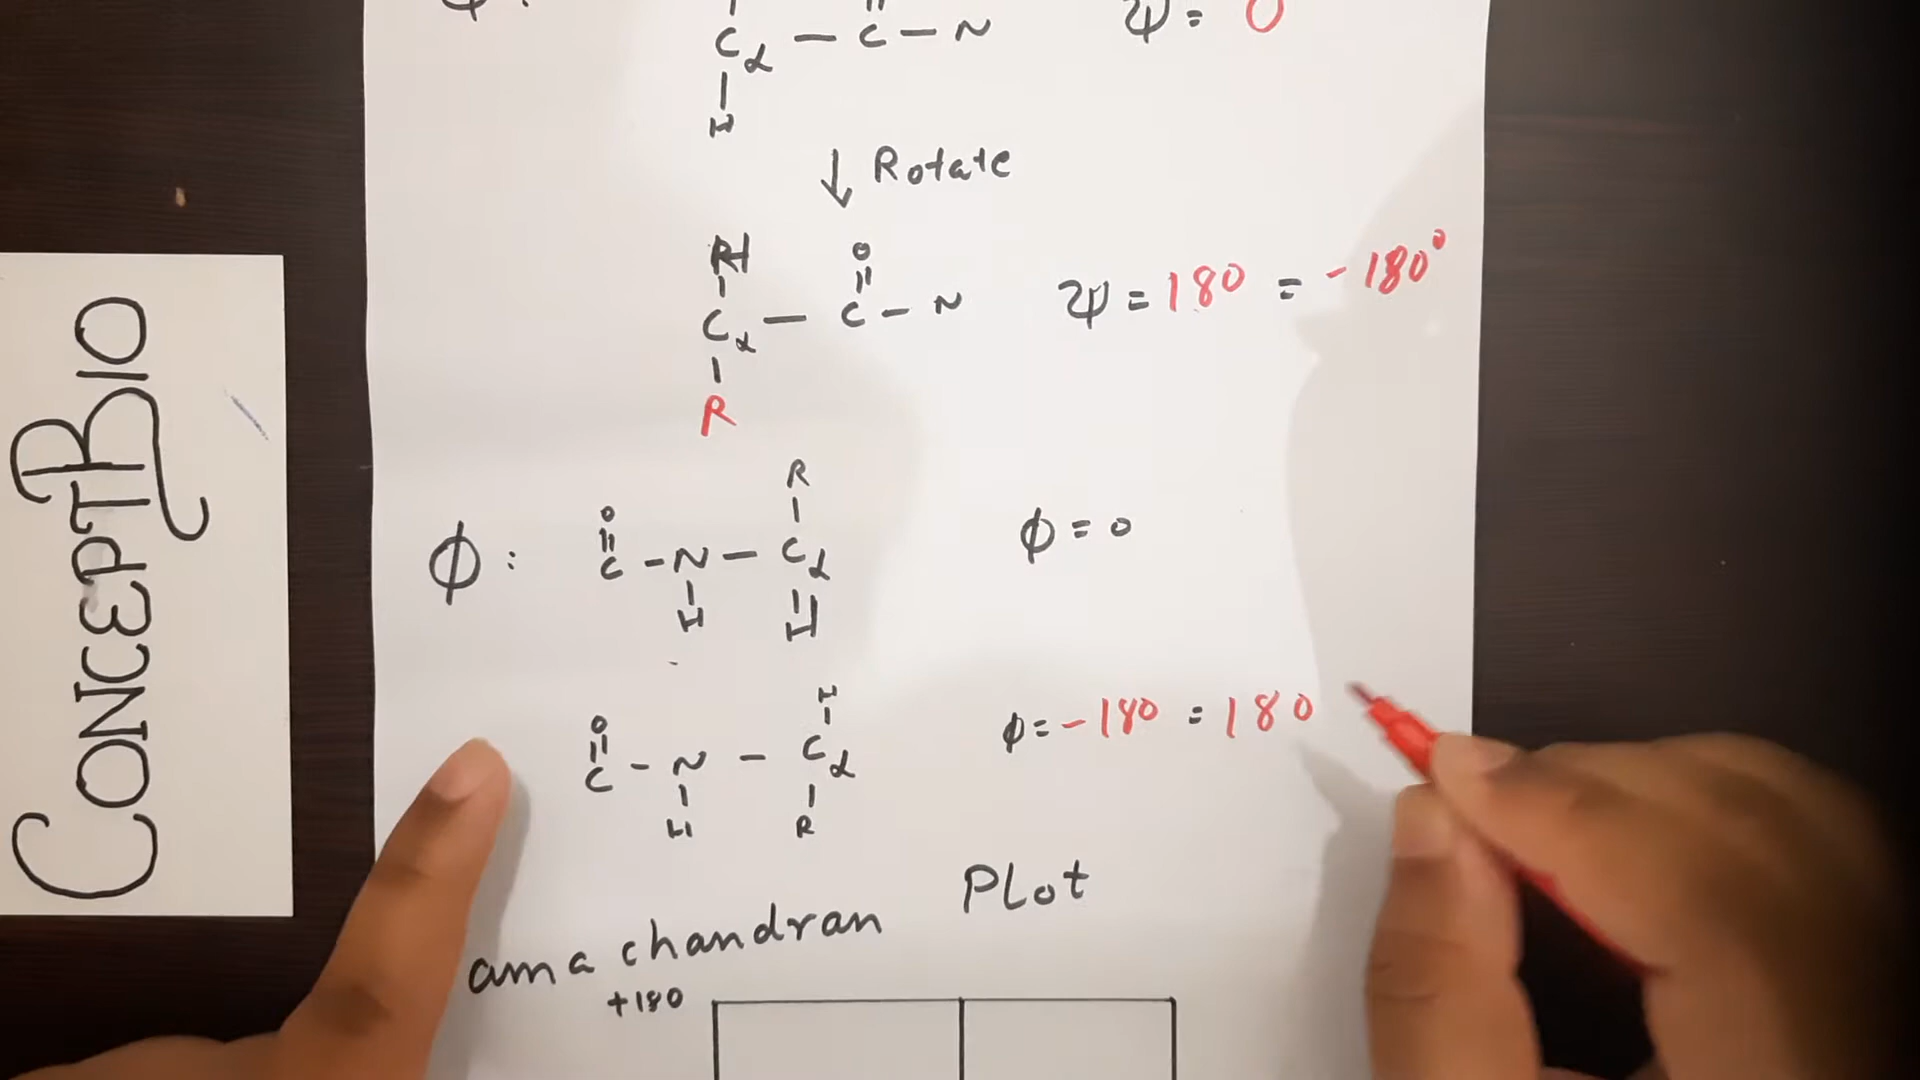 Cα — C — N
ψ = 0
H
↓ Rotate
O
Cα — C — N
ψ = 180 = -180°
R
R
O
φ : C - N — Cα
φ = 0
H
H
H
O
C - N - Cα
φ = -180 = 180
H
R
amachandran Plot
+180
CONCEPTBIO